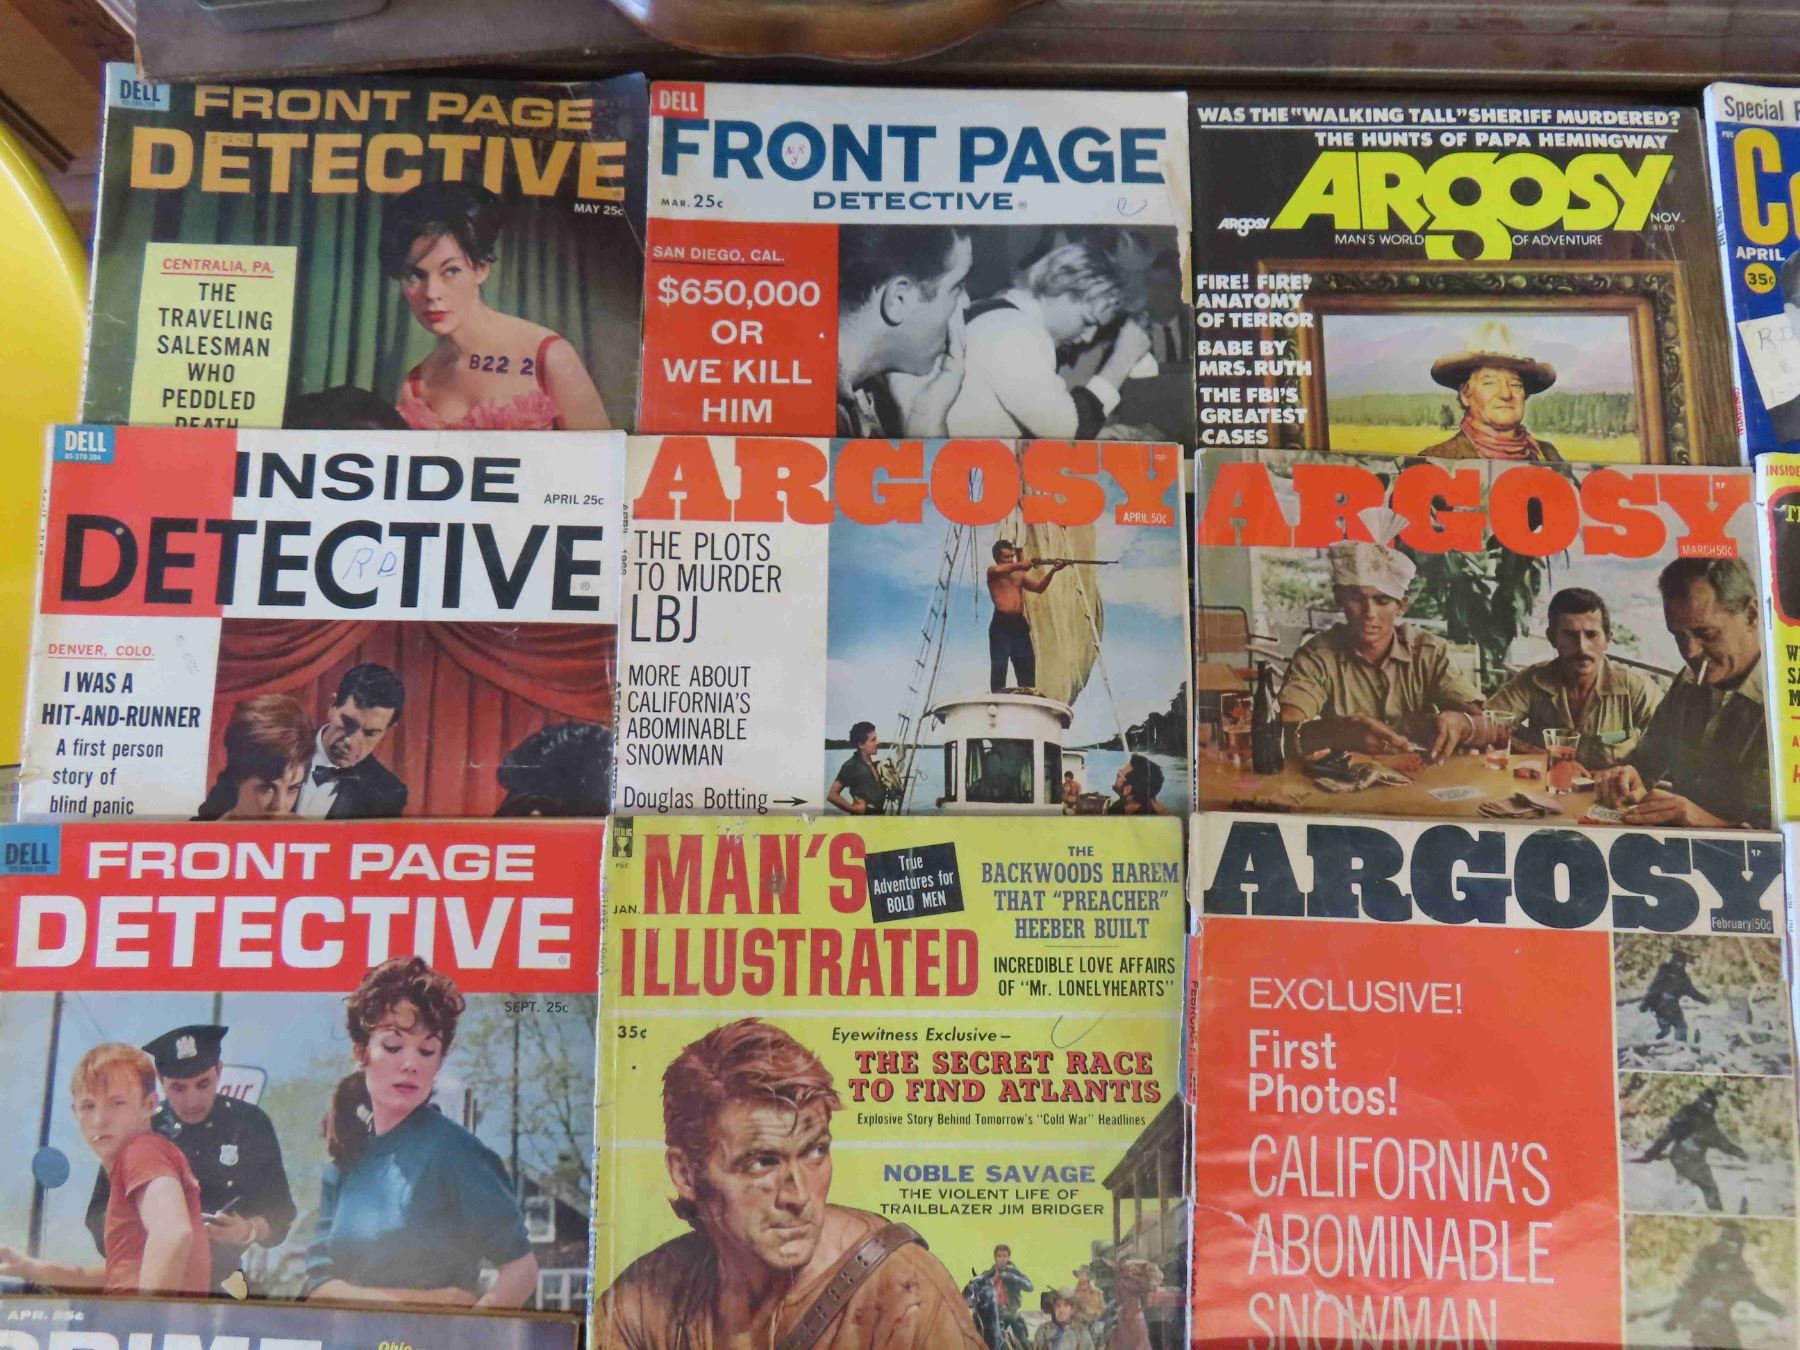 DELL
FRONT PAGE
DETECTIVE
MAY 25¢
CENTRALIA, PA.
THE
TRAVELING
SALESMAN
WHO
PEDDLED
DEATH
B22 2
DELL
FRONT PAGE
DETECTIVE®
MAR. 25¢
SAN DIEGO, CAL.
$650,000
OR
WE KILL
HIM
WAS THE "WALKING TALL" SHERIFF MURDERED?
THE HUNTS OF PAPA HEMINGWAY
ARGOSY
ARGOSY
NOV.
$1.00
MAN'S WORLD OF ADVENTURE
FIRE! FIRE!
ANATOMY
OF TERROR
BABE BY
MRS. RUTH
THE FBI'S
GREATEST
CASES
Special
APRIL
35¢
RD
DELL
INSIDE
APRIL 25¢
DETECTIVE®
RD
DENVER, COLO.
I WAS A
HIT-AND-RUNNER
A first person
story of
blind panic
ARGOSY
APRIL 50¢
THE PLOTS
TO MURDER
LBJ
MORE ABOUT
CALIFORNIA'S
ABOMINABLE
SNOWMAN
Douglas Botting
ARGOSY
MARCH 50¢
INSIDE
DELL
FRONT PAGE
DETECTIVE®
SEPT. 25¢
APR. 25¢
CRIME
Ohio
MAN'S
ILLUSTRATED
JAN.
True
Adventures for
BOLD MEN
THE
BACKWOODS HAREM
THAT "PREACHER"
HEEBER BUILT
INCREDIBLE LOVE AFFAIRS
OF "Mr. LONELYHEARTS"
35¢
Eyewitness Exclusive—
THE SECRET RACE
TO FIND ATLANTIS
Explosive Story Behind Tomorrow's "Cold War" Headlines
NOBLE SAVAGE
THE VIOLENT LIFE OF
TRAILBLAZER JIM BRIDGER
ARGOSY
February/50¢
EXCLUSIVE!
First
Photos!
CALIFORNIA'S
ABOMINABLE
SNOWMAN